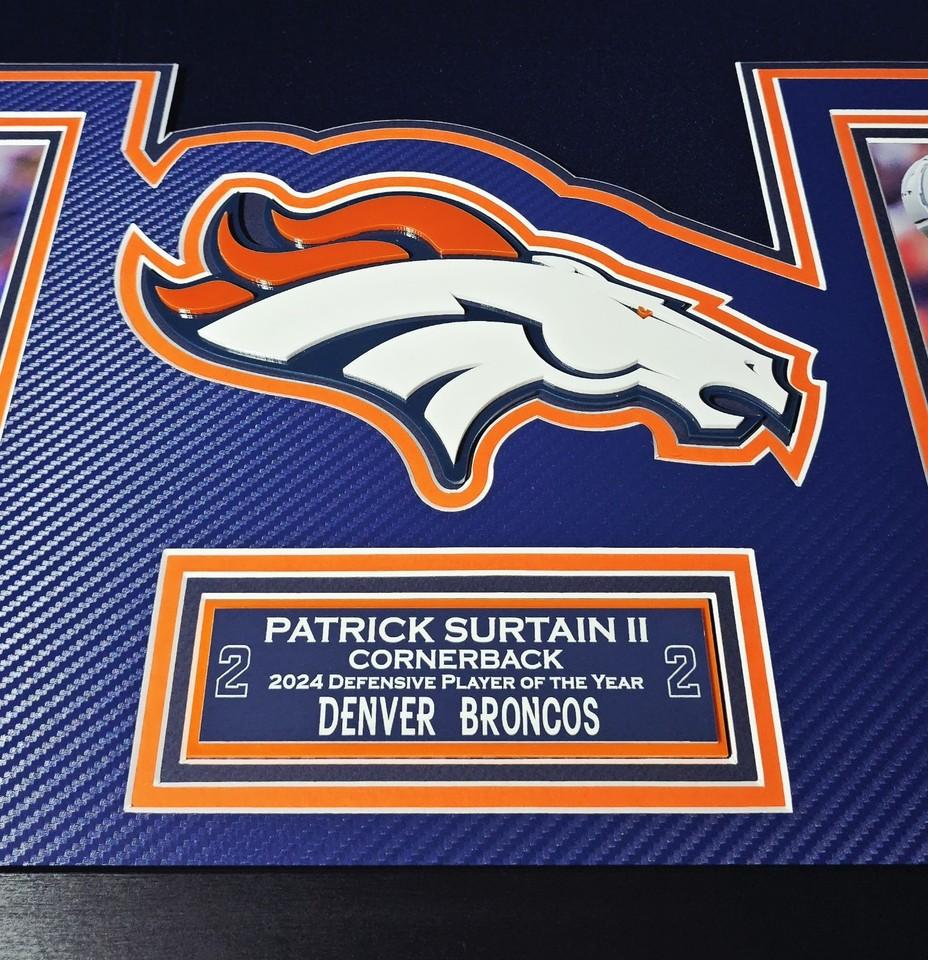 PATRICK SURTAIN II
CORNERBACK
2 2024 DEFENSIVE PLAYER OF THE YEAR 2
DENVER BRONCOS